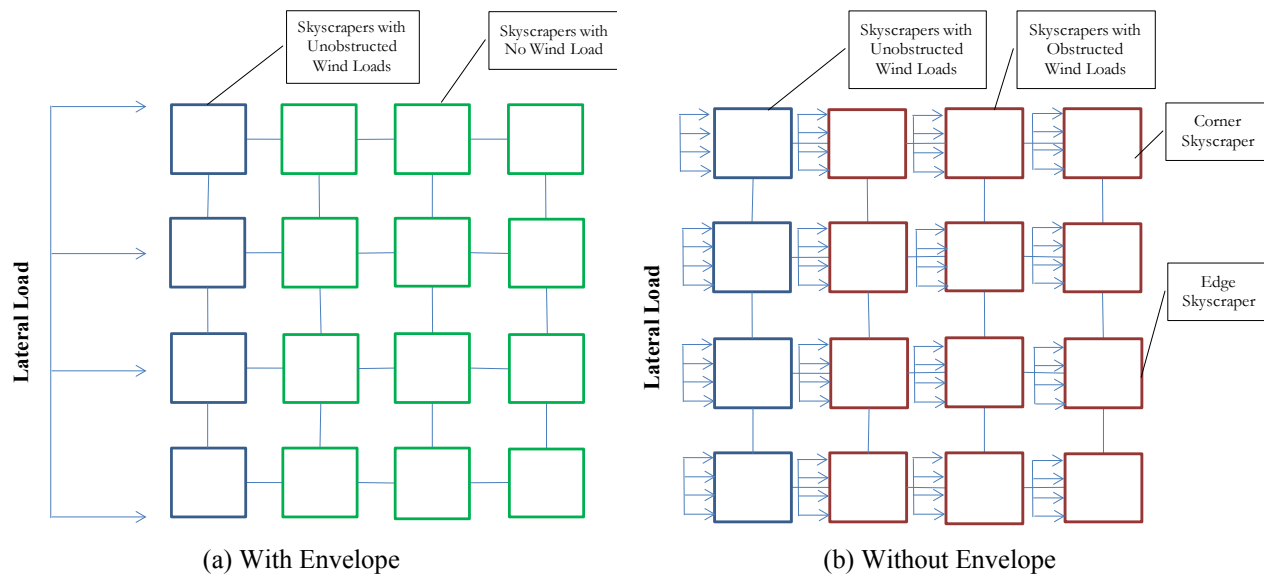 Skyscrapers with
Unobstructed
Wind Loads
Skyscrapers with
No Wind Load
Lateral Load
(a) With Envelope
Skyscrapers with
Unobstructed
Wind Loads
Skyscrapers with
Obstructed
Wind Loads
Corner
Skyscraper
Edge
Skyscraper
Lateral Load
(b) Without Envelope